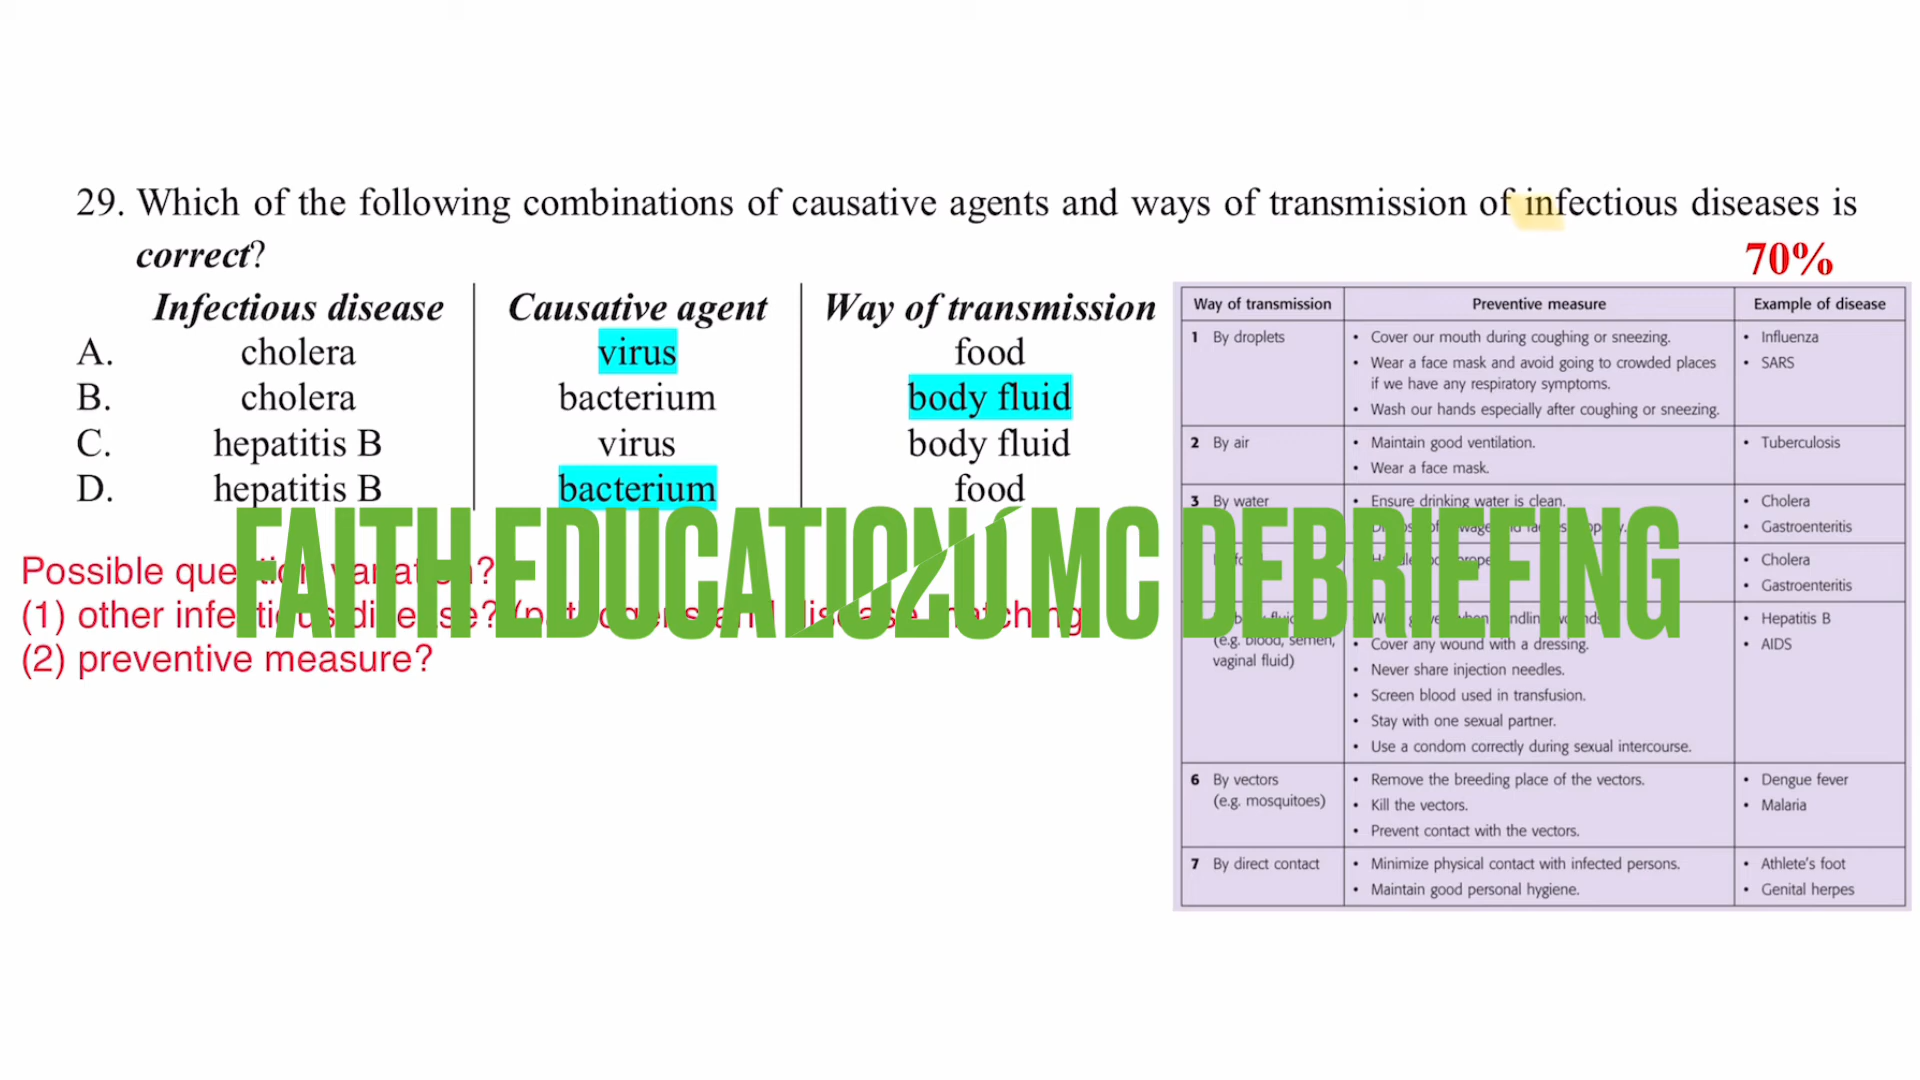 29. Which of the following combinations of causative agents and ways of transmission of infectious diseases is
correct?
70%
Infectious disease Causative agent Way of transmission
A. cholera virus food
B. cholera bacterium body fluid
C. hepatitis B virus body fluid
D. hepatitis B bacterium food
Possible question variation?
(1) other infectious disease? (pathogens and disease matching
(2) preventive measure?
FAITH EDUCATION MC DEBRIEFING
Way of transmission Preventive measure Example of disease
1 By droplets
• Cover our mouth during coughing or sneezing.
• Wear a face mask and avoid going to crowded places
if we have any respiratory symptoms.
• Wash our hands especially after coughing or sneezing.
• Influenza
• SARS
2 By air
• Maintain good ventilation.
• Wear a face mask.
• Tuberculosis
3 By water
• Ensure drinking water is clean.
• Cholera
• Gastroenteritis
• Cholera
• Gastroenteritis
(e.g. blood, semen,
vaginal fluid)
• Cover any wound with a dressing.
• Never share injection needles.
• Screen blood used in transfusion.
• Stay with one sexual partner.
• Use a condom correctly during sexual intercourse.
• Hepatitis B
• AIDS
6 By vectors
(e.g. mosquitoes)
• Remove the breeding place of the vectors.
• Kill the vectors.
• Prevent contact with the vectors.
• Dengue fever
• Malaria
7 By direct contact
• Minimize physical contact with infected persons.
• Maintain good personal hygiene.
• Athlete's foot
• Genital herpes